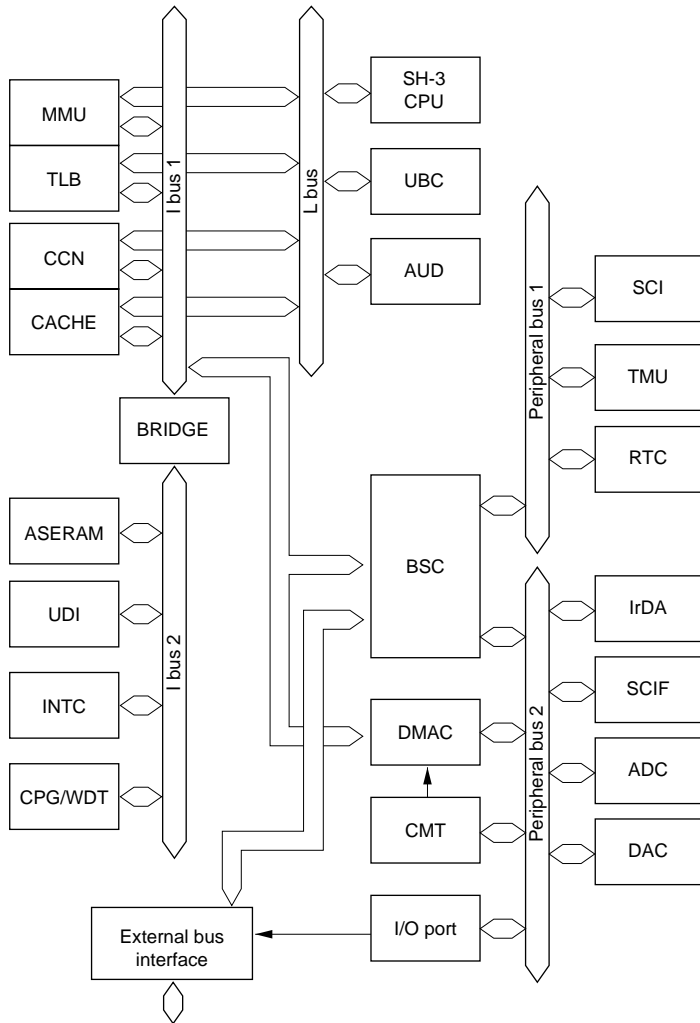 MMU
TLB
CCN
CACHE
I bus 1
L bus
SH-3
CPU
UBC
AUD
BRIDGE
ASERAM
UDI
INTC
CPG/WDT
I bus 2
BSC
DMAC
CMT
I/O port
External bus
interface
Peripheral bus 1
SCI
TMU
RTC
Peripheral bus 2
IrDA
SCIF
ADC
DAC